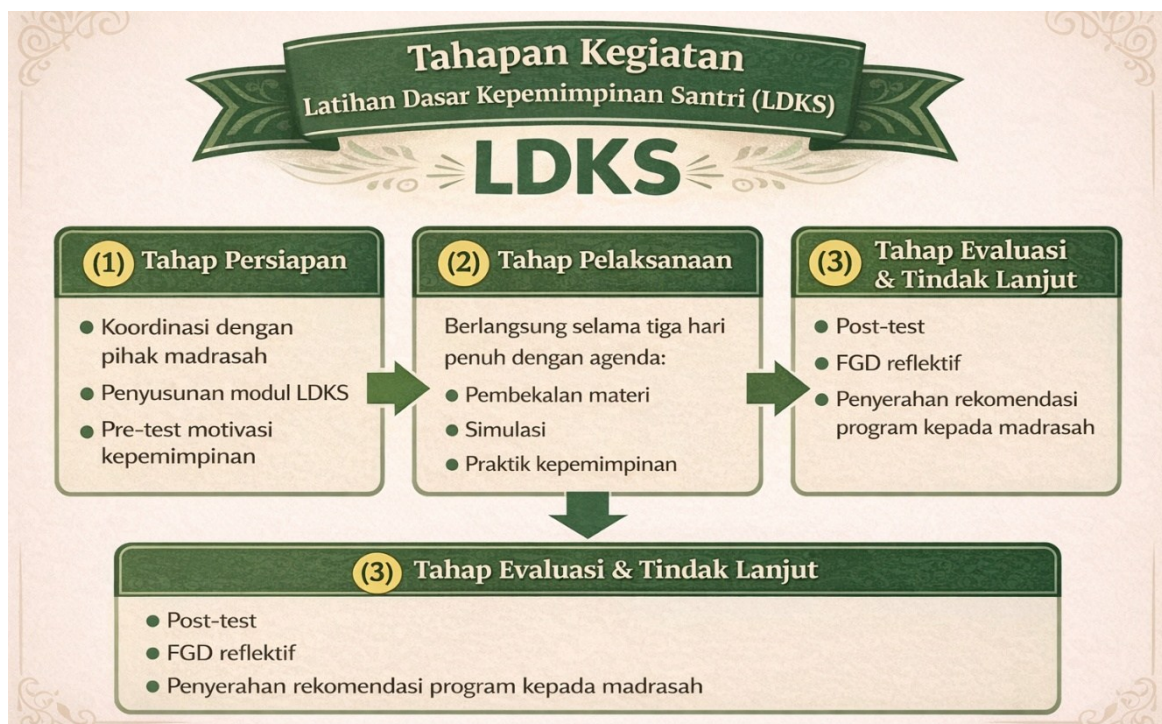 Tahapan Kegiatan
Latihan Dasar Kepemimpinan Santri (LDKS)
LDKS
(1) Tahap Persiapan
Koordinasi dengan
pihak madrasah
Penyusunan modul LDKS
Pre-test motivasi
kepemimpinan
(2) Tahap Pelaksanaan
Berlangsung selama tiga hari
penuh dengan agenda:
Pembekalan materi
Simulasi
Praktik kepemimpinan
(3) Tahap Evaluasi
& Tindak Lanjut
Post-test
FGD reflektif
Penyerahan rekomendasi
program kepada madrasah
(3) Tahap Evaluasi & Tindak Lanjut
Post-test
FGD reflektif
Penyerahan rekomendasi program kepada madrasah